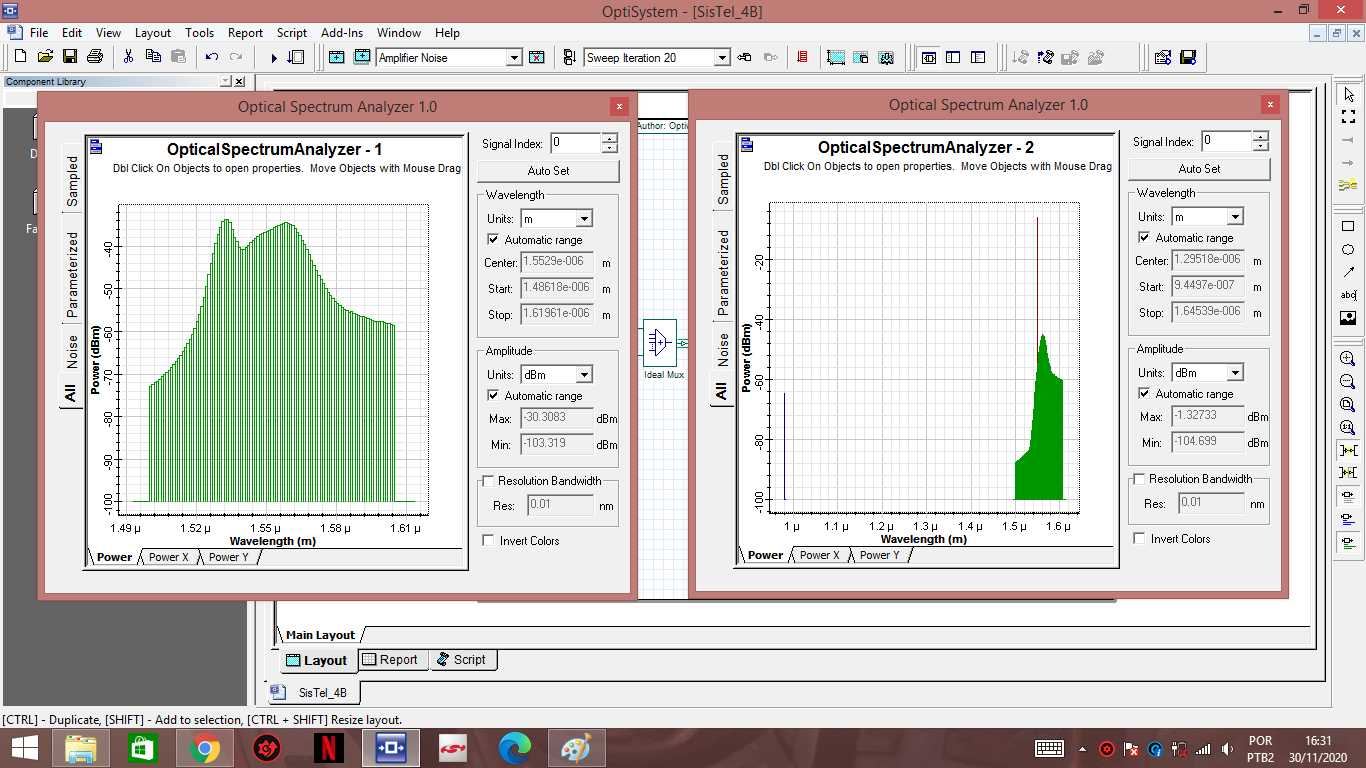 OptiSystem - [SisTel_4B]
File Edit View Layout Tools Report Script Add-Ins Window Help
Amplifier Noise
Sweep Iteration 20
Component Library
Optical Spectrum Analyzer 1.0
x
OpticalSpectrumAnalyzer - 1
Dbl Click On Objects to open properties. Move Objects with Mouse Drag
Sampled
Parameterized
Noise
All
Power (dBm)
-40
-50
-60
-70
-80
-90
-100
1.49 µ 1.52 µ 1.55 µ 1.58 µ 1.61 µ
Wavelength (m)
Power Power X Power Y
Signal Index: 0
Auto Set
Wavelength
Units: m
Automatic range
Center: 1.5529e-006 m
Start: 1.48618e-006 m
Stop: 1.61961e-006 m
Amplitude
Units: dBm
Automatic range
Max: -30.3083 dBm
Min: -103.319 dBm
Resolution Bandwidth
Res: 0.01 nm
Invert Colors
Author: Opti
Ideal Mux
Optical Spectrum Analyzer 1.0
x
OpticalSpectrumAnalyzer - 2
Dbl Click On Objects to open properties. Move Objects with Mouse Drag
Sampled
Parameterized
Noise
All
Power (dBm)
-20
-40
-60
-80
-100
1 µ 1.1 µ 1.2 µ 1.3 µ 1.4 µ 1.5 µ 1.6 µ
Wavelength (m)
Power Power X Power Y
Signal Index: 0
Auto Set
Wavelength
Units: m
Automatic range
Center: 1.29518e-006 m
Start: 9.4497e-007 m
Stop: 1.64539e-006 m
Amplitude
Units: dBm
Automatic range
Max: -1.32733 dBm
Min: -104.699 dBm
Resolution Bandwidth
Res: 0.01 nm
Invert Colors
Main Layout
Layout Report Script
SisTel_4B
[CTRL] - Duplicate, [SHIFT] - Add to selection, [CTRL + SHIFT] Resize layout.
POR 16:31
PTB2 30/11/2020